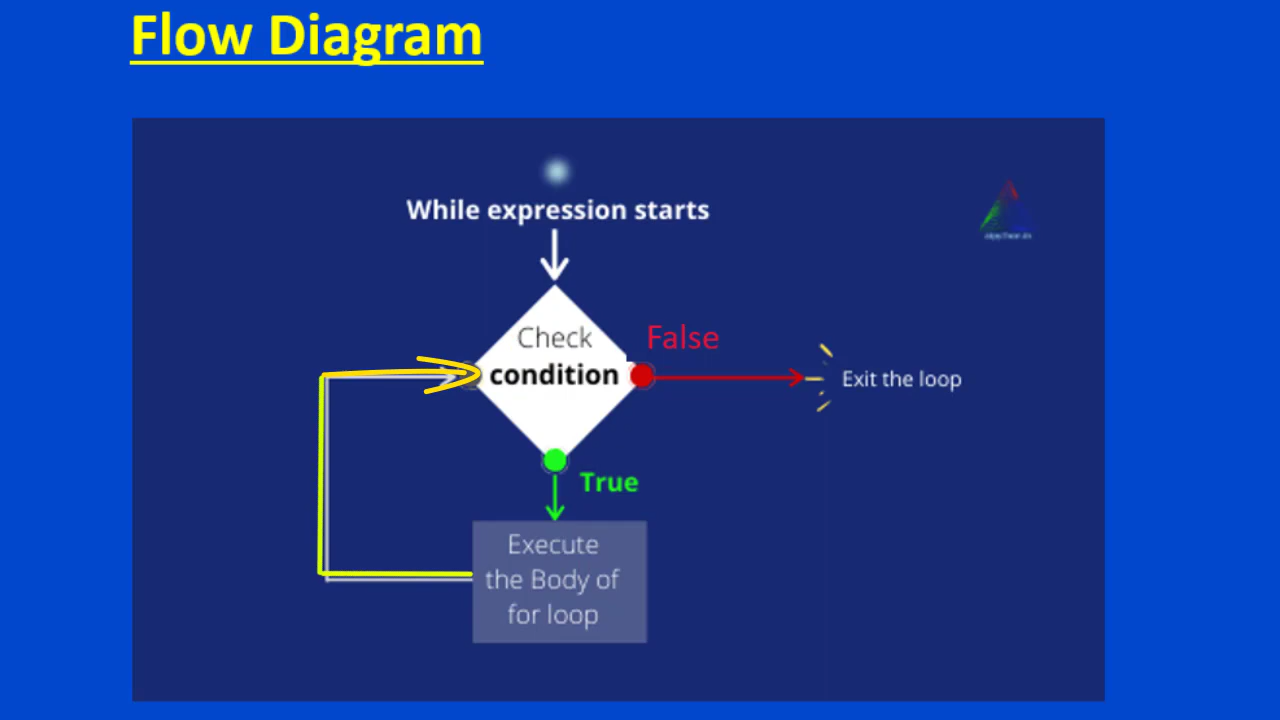 Flow Diagram
While expression starts
Check
condition
False
Exit the loop
True
Execute
the Body of
for loop